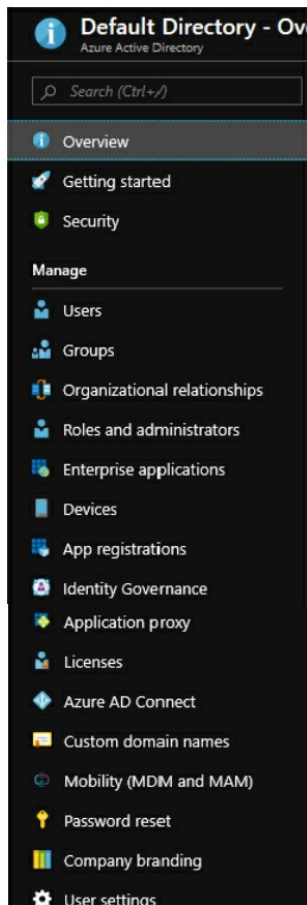 Default Directory - Ov
Azure Active Directory
Search (Ctrl+/)
Overview
Getting started
Security
Manage
Users
Groups
Organizational relationships
Roles and administrators
Enterprise applications
Devices
App registrations
Identity Governance
Application proxy
Licenses
Azure AD Connect
Custom domain names
Mobility (MDM and MAM)
Password reset
Company branding
User settings